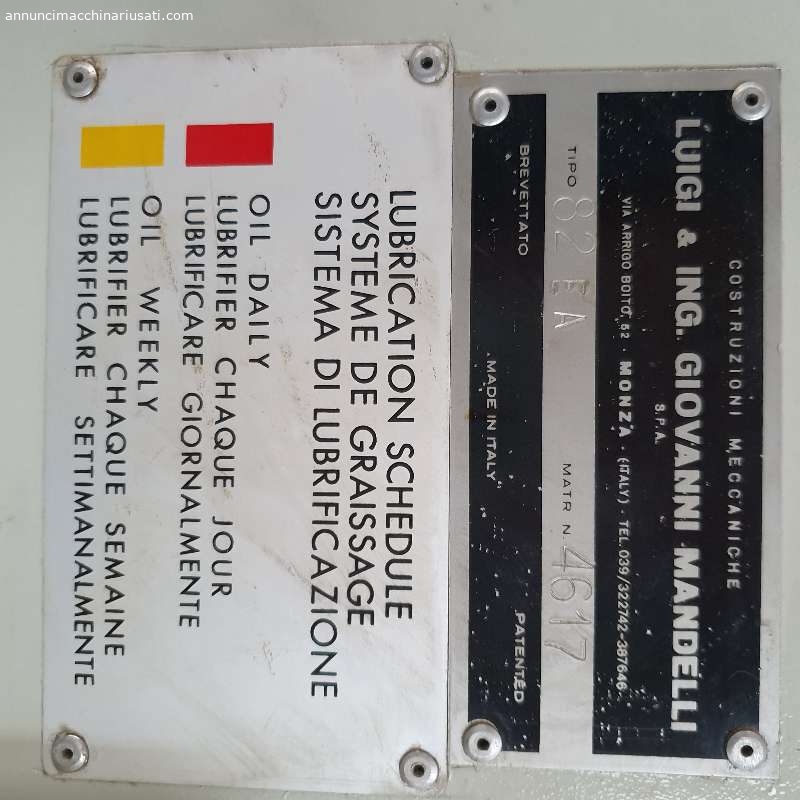 annuncimacchinariusati.com
COSTRUZIONI MECCANICHE
LUIGI & ING. GIOVANNI MANDELLI
S.P.A.
VIA ARRIGO BOITO, 52 · MONZA · (ITALY) · TEL. 039/322742-387646
TIPO 82 EA MATR N. 4617
BREVETTATO MADE IN ITALY PATENTED
LUBRICATION SCHEDULE
SYSTEME DE GRAISSAGE
SISTEMA DI LUBRIFICAZIONE
OIL DAILY
LUBRIFIER CHAQUE JOUR
LUBRIFICARE GIORNALMENTE
OIL WEEKLY
LUBRIFIER CHAQUE SEMAINE
LUBRIFICARE SETTIMANALMENTE